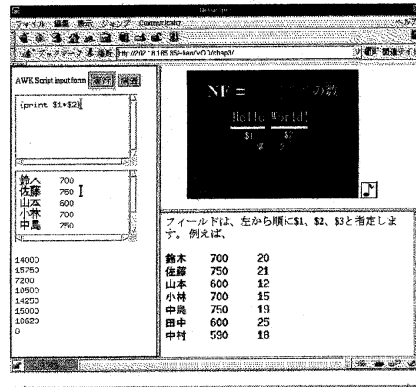 Netscape
ファイル 編集 表示 ジャンプ Communicator
AWK Script input form 実行
{print $1*$2}
鈴木 700
佐藤 750
山本 600
小林 700
中島 750
14000
15750
7200
10500
14250
15000
10620
0
NF = の数
Hello World!
$1 $2
フィールドは、左から順に$1、$2、$3と指定しま
す。例えば、
鈴木 700 20
佐藤 750 21
山本 600 12
小林 700 15
中島 750 19
田中 600 25
中村 590 18